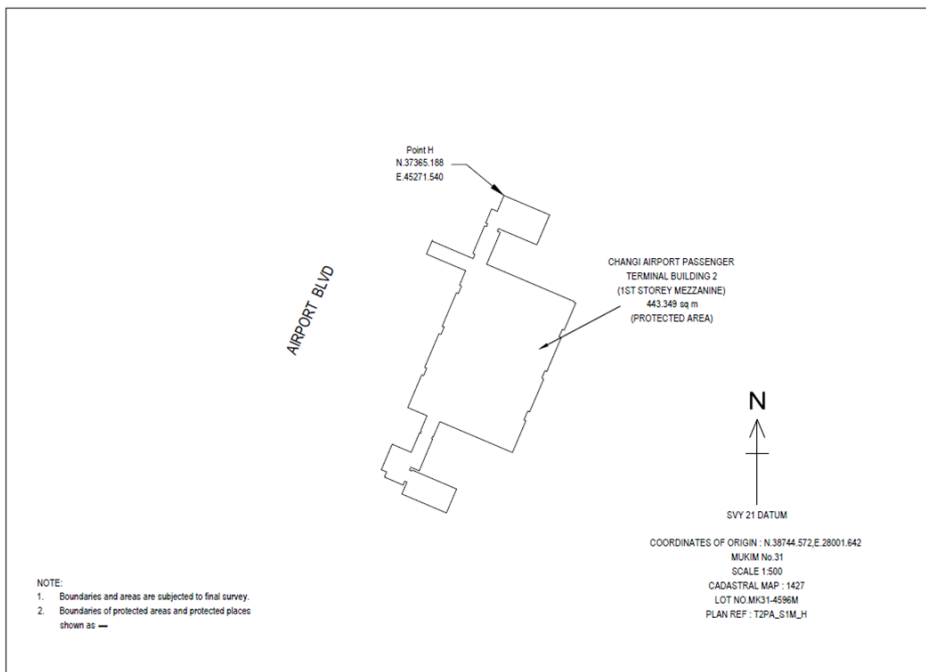 Point H
N.37365.188
E.45271.540
CHANGI AIRPORT PASSENGER
TERMINAL BUILDING 2
(1ST STOREY MEZZANINE)
443.349 sq m
(PROTECTED AREA)
AIRPORT BLVD
N
SVY 21 DATUM
COORDINATES OF ORIGIN : N.38744.572,E.28001.642
MUKIM No.31
SCALE 1:500
CADASTRAL MAP : 1427
LOT NO.MK31-4596M
PLAN REF : T2PA_S1M_H
NOTE:
1. Boundaries and areas are subjected to final survey.
2. Boundaries of protected areas and protected places
shown as —